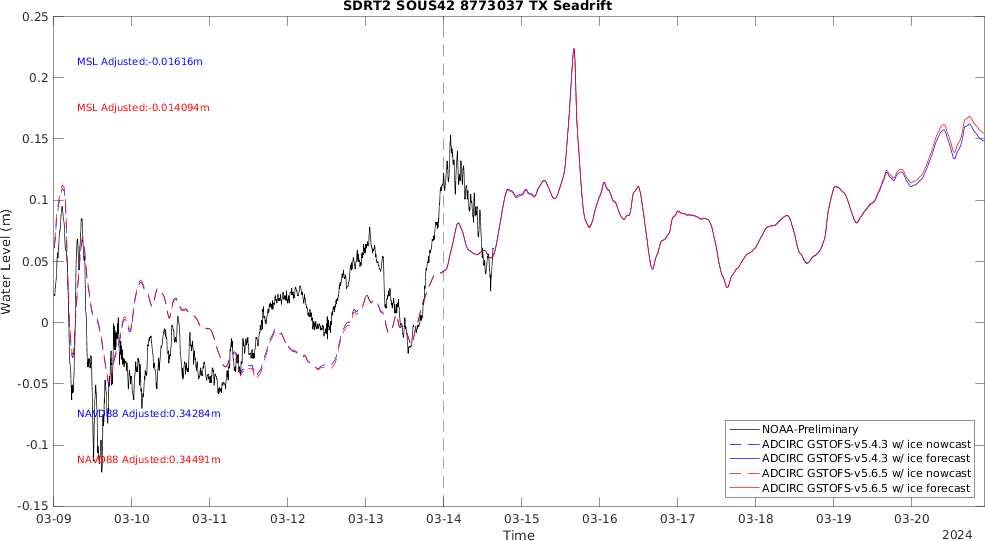 SDRT2 SOUS42 8773037 TX Seadrift
0.25
0.2
0.15
0.1
0.05
0
-0.05
-0.1
-0.15
Water Level (m)
MSL Adjusted:-0.01616m
MSL Adjusted:-0.014094m
NAVD88 Adjusted:0.34284m
NAVD88 Adjusted:0.34491m
NOAA-Preliminary
ADCIRC GSTOFS-v5.4.3 w/ ice nowcast
ADCIRC GSTOFS-v5.4.3 w/ ice forecast
ADCIRC GSTOFS-v5.6.5 w/ ice nowcast
ADCIRC GSTOFS-v5.6.5 w/ ice forecast
03-09 03-10 03-11 03-12 03-13 03-14 03-15 03-16 03-17 03-18 03-19 03-20
Time
2024